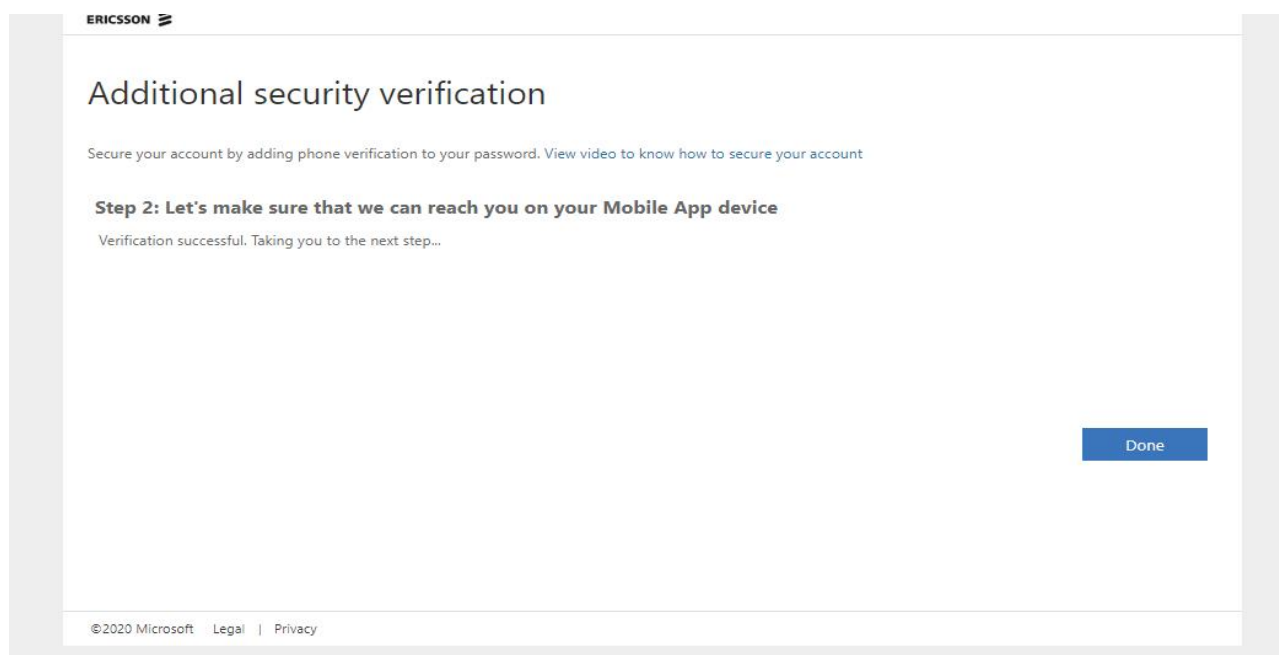 ERICSSON
Additional security verification
Secure your account by adding phone verification to your password. View video to know how to secure your account
Step 2: Let's make sure that we can reach you on your Mobile App device
Verification successful. Taking you to the next step...
Done
©2020 Microsoft Legal | Privacy